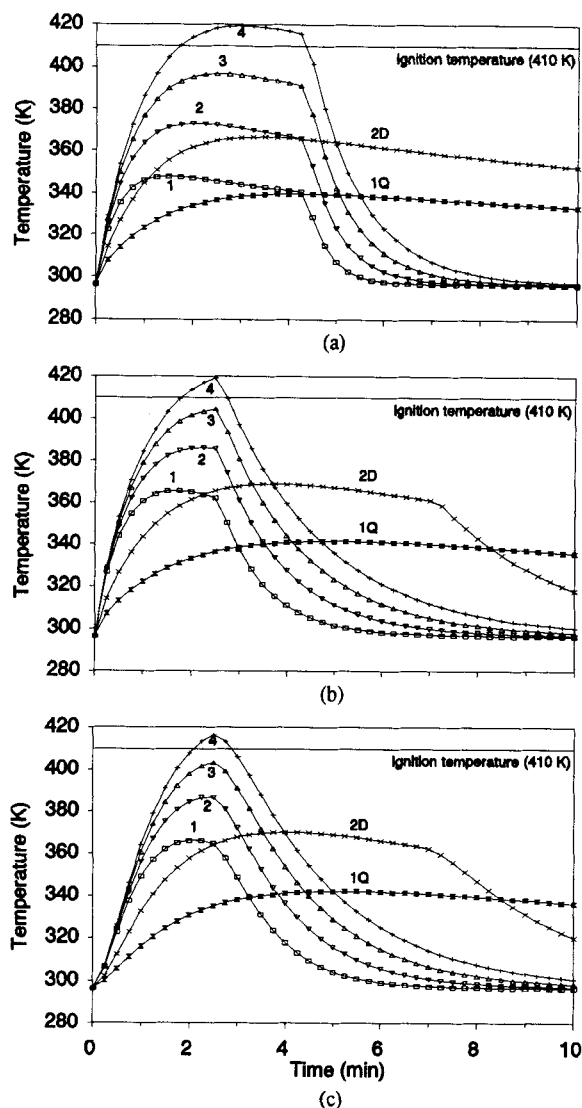 420
400
380
360
340
320
300
280
Temperature (K)
4
3
2
1
2D
1Q
Ignition temperature (410 K)
(a)
420
400
380
360
340
320
300
280
Temperature (K)
4
3
2
1
2D
1Q
Ignition temperature (410 K)
(b)
420
400
380
360
340
320
300
280
Temperature (K)
4
3
2
1
2D
1Q
Ignition temperature (410 K)
0 2 4 6 8 10
Time (min)
(c)